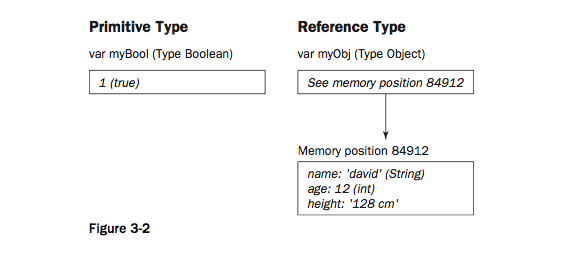 Primitive Type
var myBool (Type Boolean)
1 (true)
Reference Type
var myObj (Type Object)
See memory position 84912
Memory position 84912
name: 'david' (String)
age: 12 (int)
height: '128 cm'
Figure 3-2